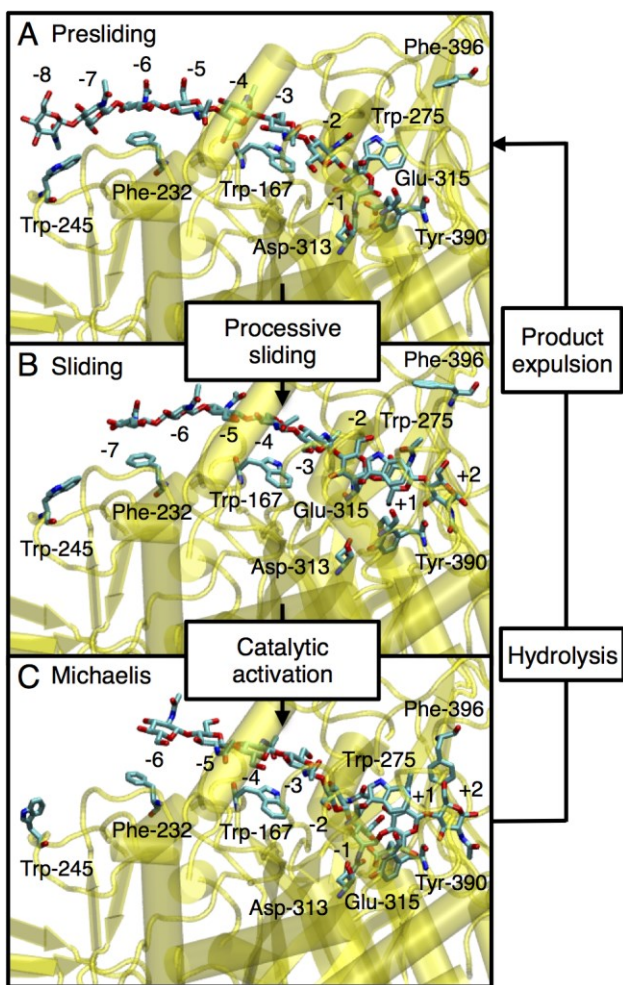 A Presliding
Phe-396
-8
-7
-6
-5
-4
-3
-2
Trp-275
Glu-315
Trp-245
Phe-232
Trp-167
-1
Asp-313
Tyr-390
Processive
sliding
Product
expulsion
B Sliding
Phe-396
-7
-6
-5
-4
-3
-2
Trp-275
+2
Trp-245
Phe-232
Trp-167
Glu-315
+1
Asp-313
Tyr-390
Catalytic
activation
Hydrolysis
C Michaelis
Phe-396
-6
-5
-4
-3
Trp-275
+1
+2
Trp-245
Phe-232
Trp-167
-2
-1
Tyr-390
Asp-313
Glu-315